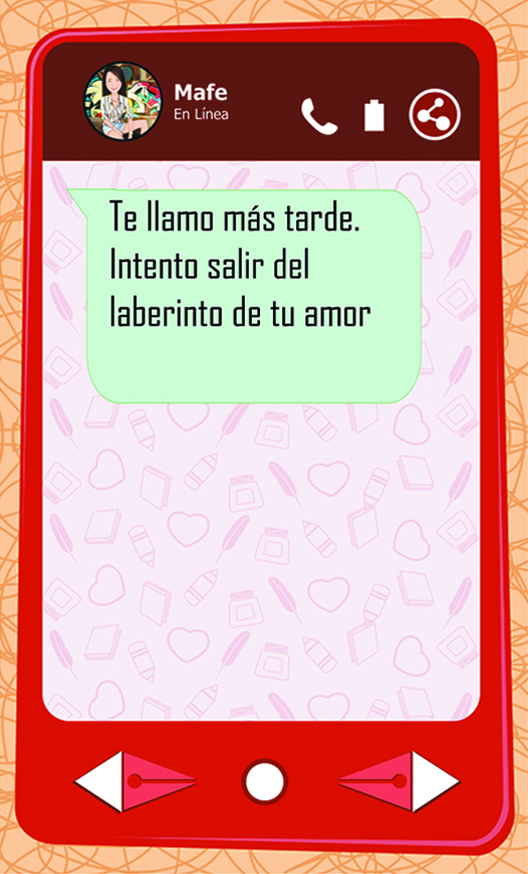 Mafe
En Línea
Te llamo más tarde.
Intento salir del
laberinto de tu amor